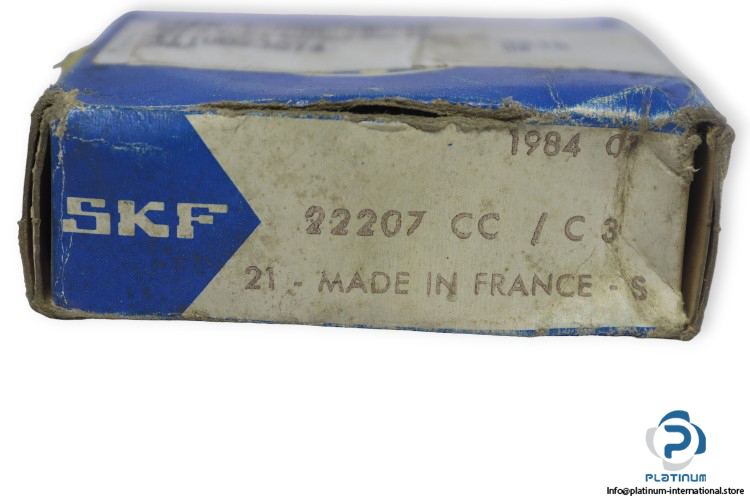 1984 07
SKF
22207 CC / C3
21 - MADE IN FRANCE - S
PLATINUM
Info@platinum-international.store